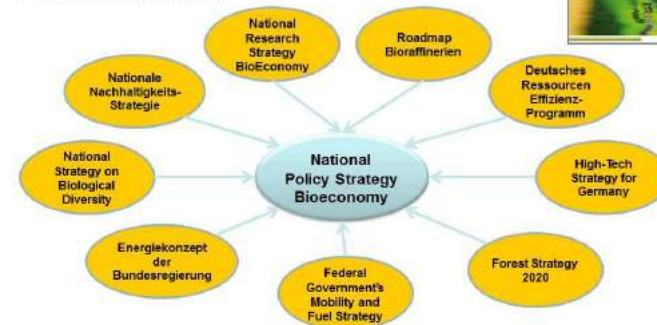 National
Research
Strategy
BioEconomy
Roadmap
Bioraffinerien
Nationale
Nachhaltigkeits-
Strategie
Deutsches
Ressourcen
Effizienz-
Programm
National
Strategy on
Biological
Diversity
National
Policy Strategy
Bioeconomy
High-Tech
Strategy for
Germany
Energiekonzept
der
Bundesregierung
Federal
Government's
Mobility and
Fuel Strategy
Forest Strategy
2020